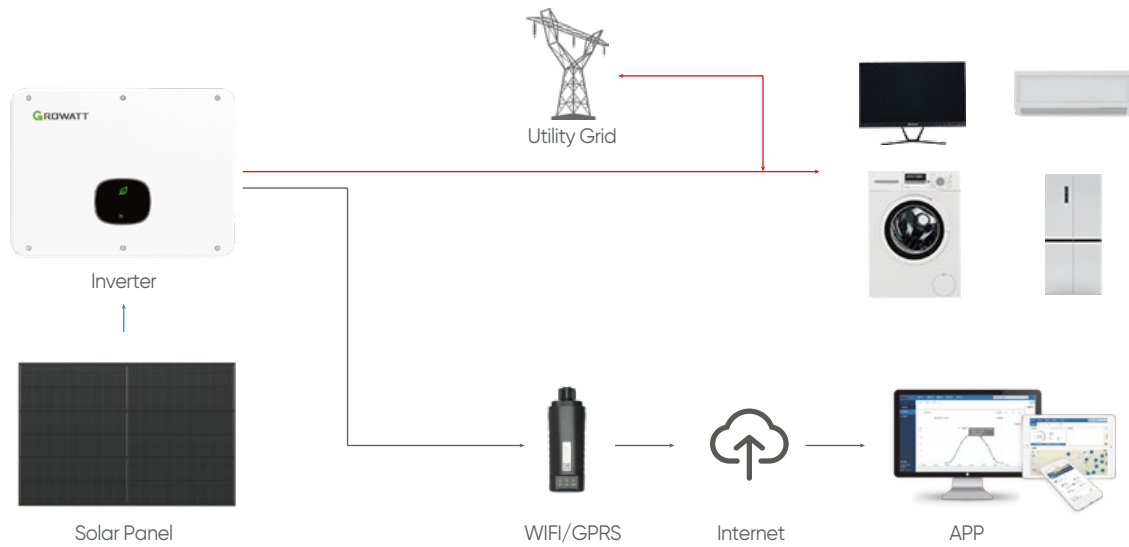 Utility Grid
GROWATT
Inverter
Solar Panel
WIFI/GPRS
Internet
APP